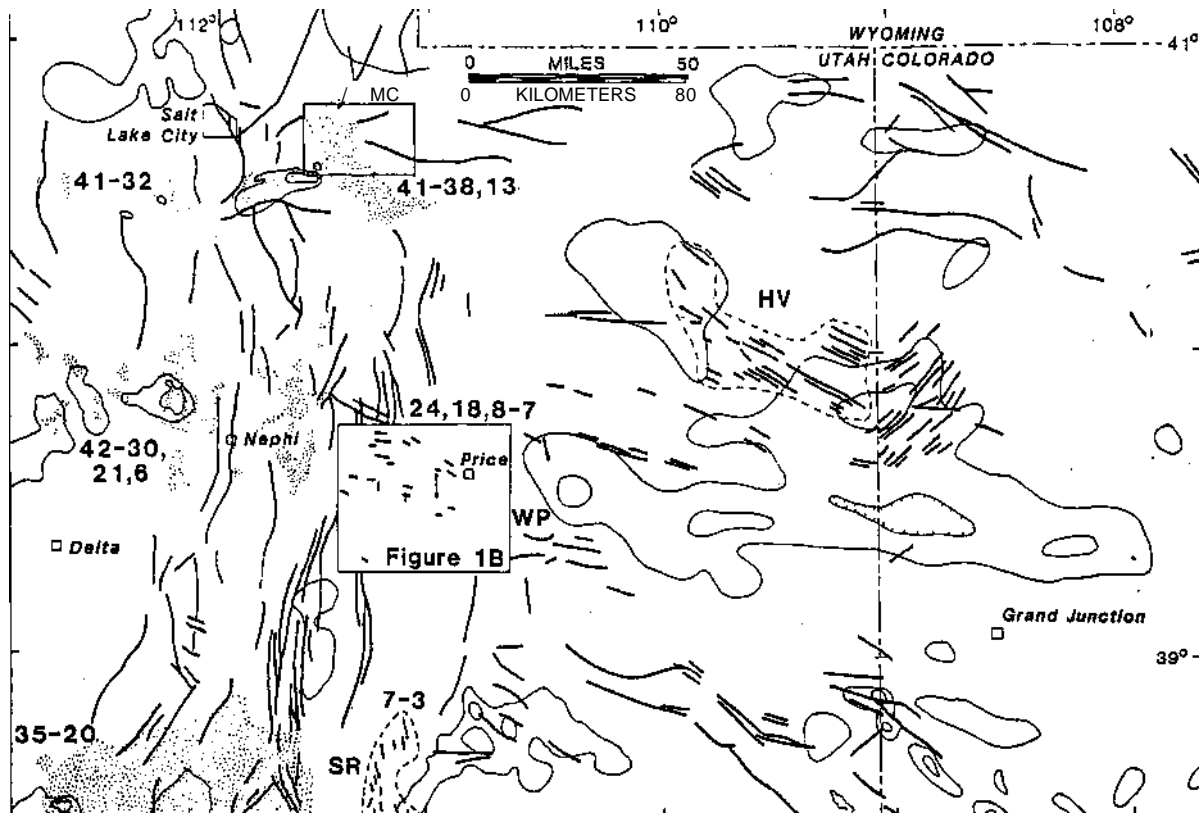 112°
110°
108°
WYOMING
41°
UTAH COLORADO
0 MILES 50
0 KILOMETERS 80
MC
Salt
Lake City
41-32
41-38,13
HV
24,18,8-7
Nephi
42-30,
21,6
Price
WP
Delta
Figure 1B
Grand Junction
39°
7-3
35-20
SR